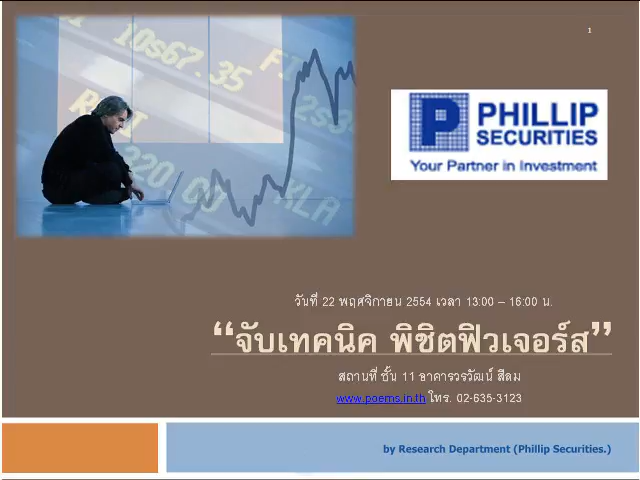 1
10s67.35
PHILLIP
SECURITIES
Your Partner in Investment
KLA
วันที่ 22 พฤศจิกายน 2554 เวลา 13:00 – 16:00 น.
“จับเทคนิค พิชิตฟิวเจอร์ส”
สถานที่ ชั้น 11 อาคารวรวัฒน์ สีลม
www.poems.in.th โทร. 02-635-3123
by Research Department (Phillip Securities.)